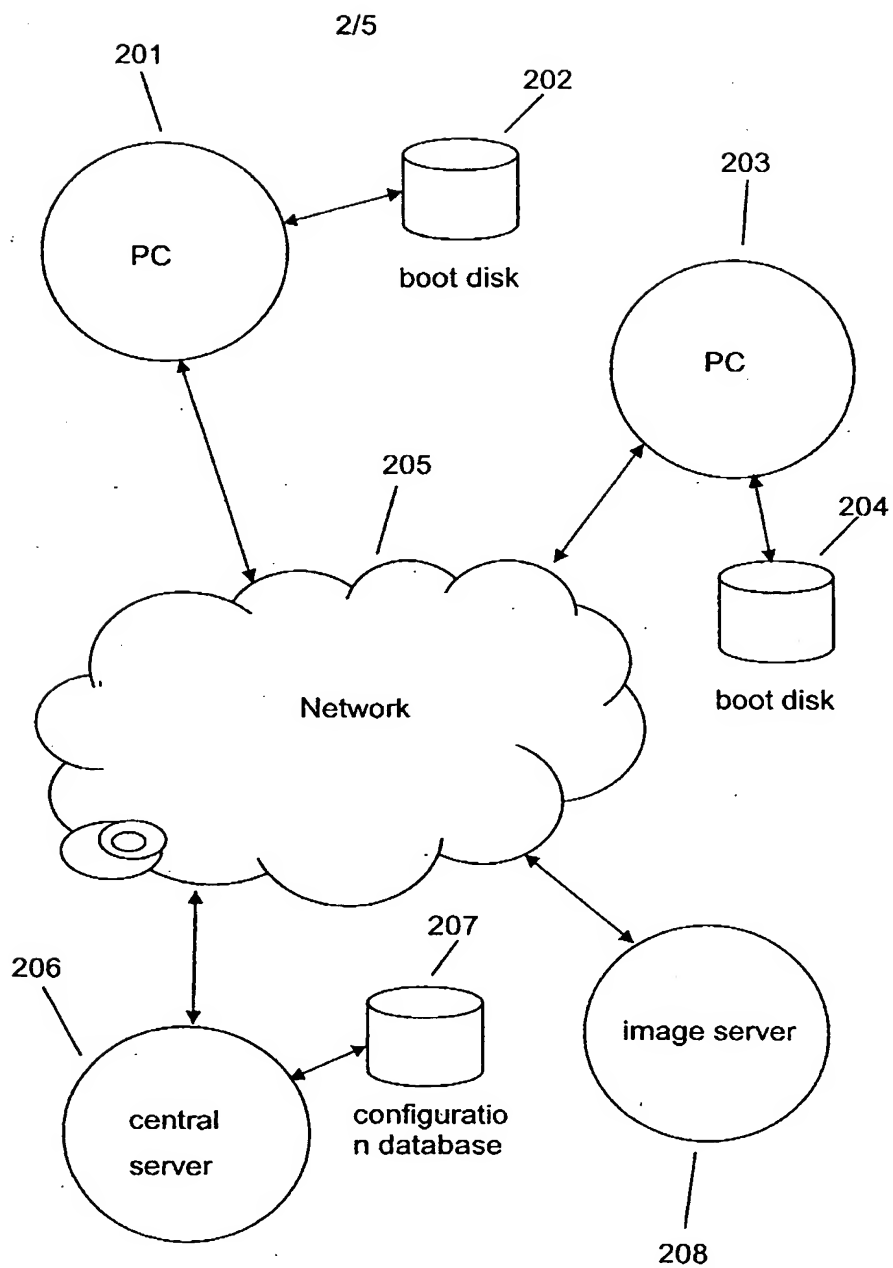 2/5
201
202
PC
boot disk
203
PC
204
boot disk
205
Network
206
207
central
server
configuratio
n database
image server
208